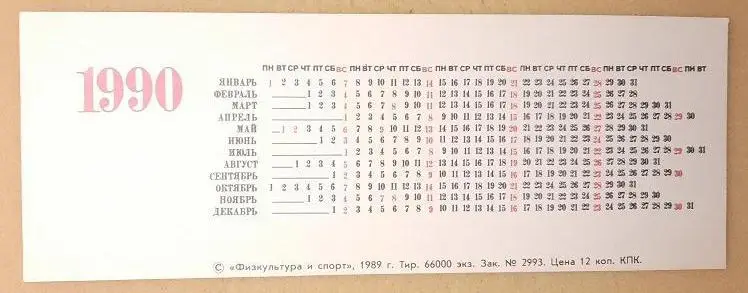 1990
ПН ВТ СР ЧТ ПТ СБ ВС ПН ВТ СР ЧТ ПТ СБ ВС ПН ВТ СР ЧТ ПТ СБ ВС ПН ВТ СР ЧТ ПТ СБ ВС ПН ВТ СР ЧТ ПТ СБ ВС ПН ВТ
ЯНВАРЬ 1 2 3 4 5 6 7 8 9 10 11 12 13 14 15 16 17 18 19 20 21 22 23 24 25 26 27 28 29 30 31
ФЕВРАЛЬ 1 2 3 4 5 6 7 8 9 10 11 12 13 14 15 16 17 18 19 20 21 22 23 24 25 26 27 28
МАРТ 1 2 3 4 5 6 7 8 9 10 11 12 13 14 15 16 17 18 19 20 21 22 23 24 25 26 27 28 29 30 31
АПРЕЛЬ 1 2 3 4 5 6 7 8 9 10 11 12 13 14 15 16 17 18 19 20 21 22 23 24 25 26 27 28 29 30
МАЙ 1 2 3 4 5 6 7 8 9 10 11 12 13 14 15 16 17 18 19 20 21 22 23 24 25 26 27 28 29 30 31
ИЮНЬ 1 2 3 4 5 6 7 8 9 10 11 12 13 14 15 16 17 18 19 20 21 22 23 24 25 26 27 28 29 30
ИЮЛЬ 1 2 3 4 5 6 7 8 9 10 11 12 13 14 15 16 17 18 19 20 21 22 23 24 25 26 27 28 29 30 31
АВГУСТ 1 2 3 4 5 6 7 8 9 10 11 12 13 14 15 16 17 18 19 20 21 22 23 24 25 26 27 28 29 30 31
СЕНТЯБРЬ 1 2 3 4 5 6 7 8 9 10 11 12 13 14 15 16 17 18 19 20 21 22 23 24 25 26 27 28 29 30
ОКТЯБРЬ 1 2 3 4 5 6 7 8 9 10 11 12 13 14 15 16 17 18 19 20 21 22 23 24 25 26 27 28 29 30 31
НОЯБРЬ 1 2 3 4 5 6 7 8 9 10 11 12 13 14 15 16 17 18 19 20 21 22 23 24 25 26 27 28 29 30
ДЕКАБРЬ 1 2 3 4 5 6 7 8 9 10 11 12 13 14 15 16 17 18 19 20 21 22 23 24 25 26 27 28 29 30 31
© «Физкультура и спорт», 1989 г. Тир. 66000 экз. Зак. № 2993. Цена 12 коп. КПК.